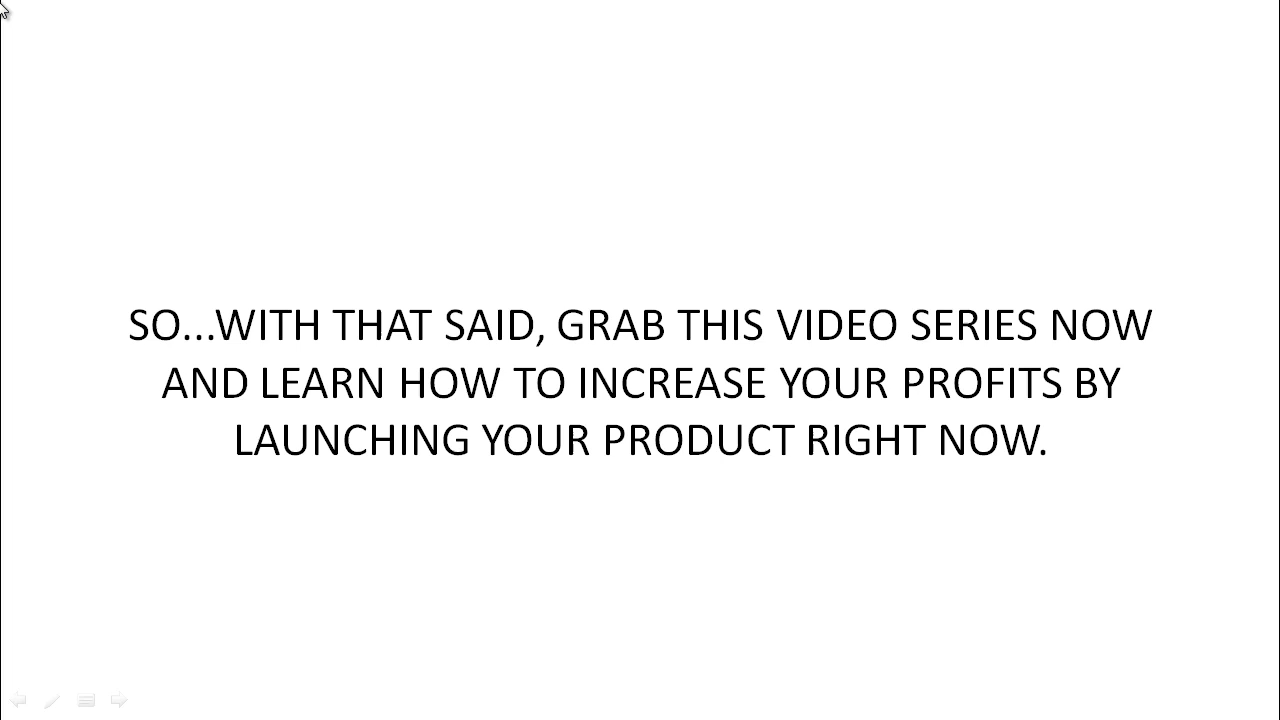 SO...WITH THAT SAID, GRAB THIS VIDEO SERIES NOW
AND LEARN HOW TO INCREASE YOUR PROFITS BY
LAUNCHING YOUR PRODUCT RIGHT NOW.